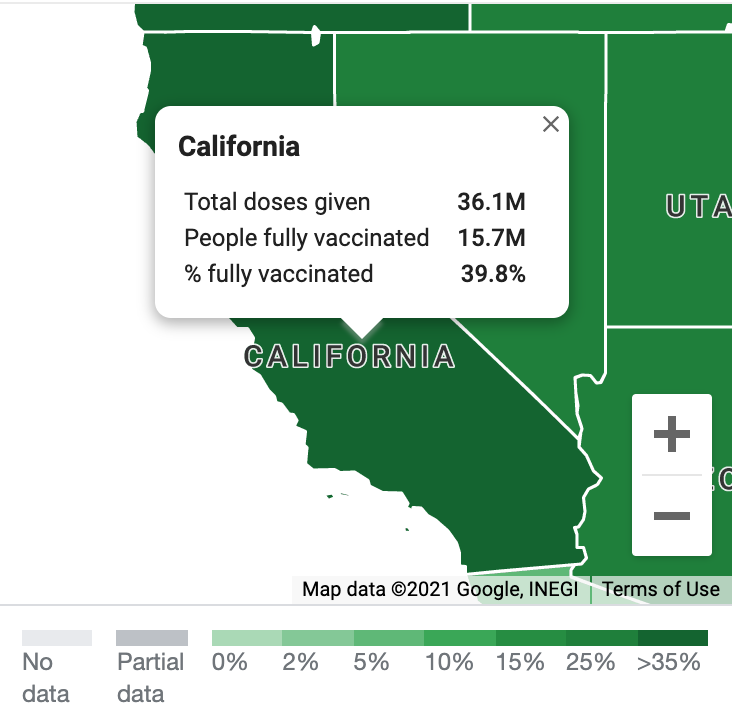 California
Total doses given 36.1M
People fully vaccinated 15.7M
% fully vaccinated 39.8%
UTA
CALIFORNIA
Map data ©2021 Google, INEGI Terms of Use
No data
Partial data
0% 2% 5% 10% 15% 25% >35%